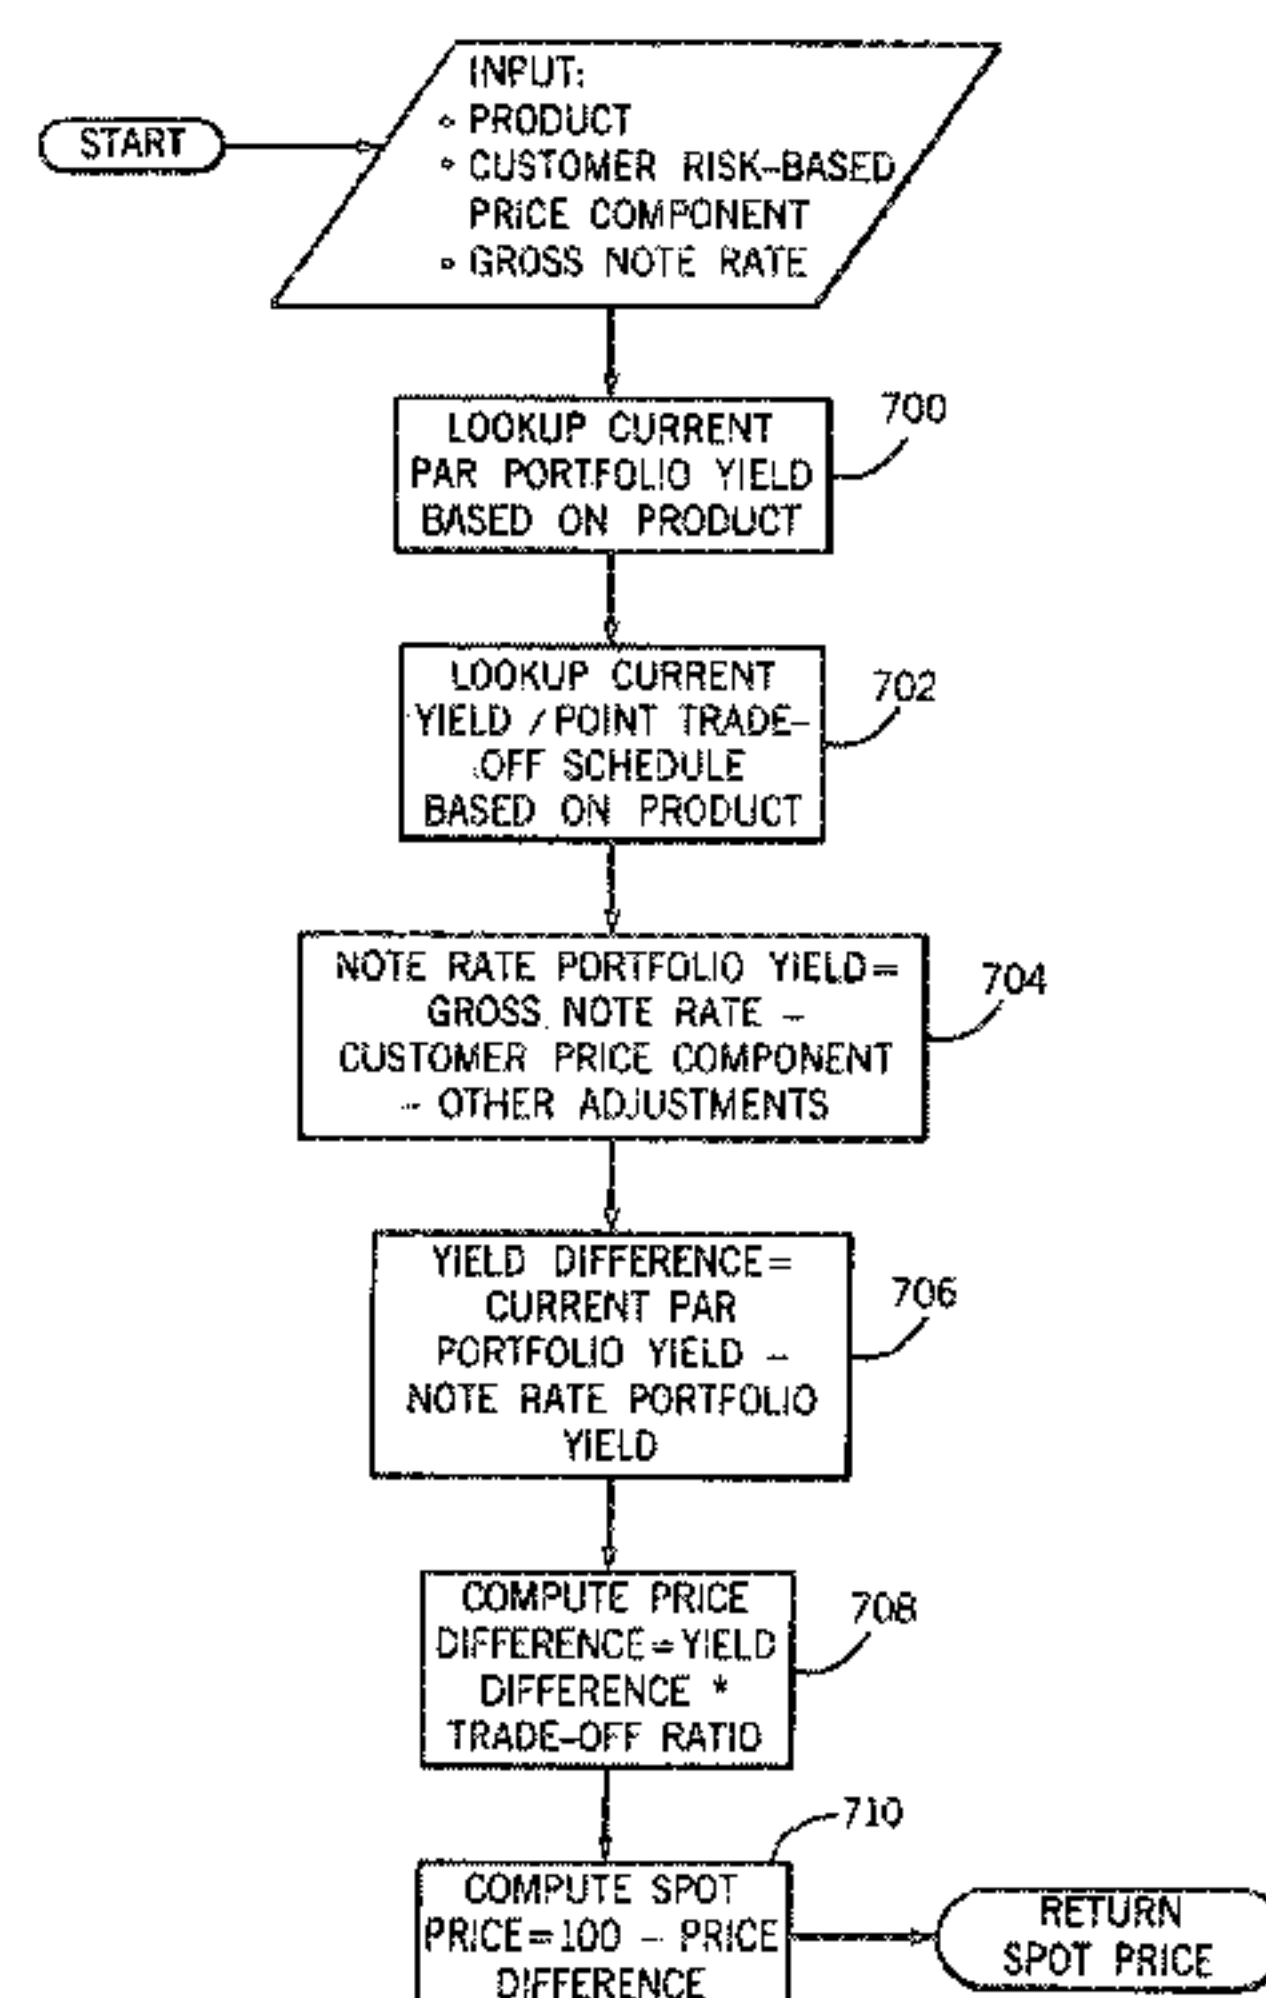 START
INPUT:
∘ PRODUCT
∘ CUSTOMER RISK-BASED
PRICE COMPONENT
∘ GROSS NOTE RATE
LOOKUP CURRENT
PAR PORTFOLIO YIELD
BASED ON PRODUCT
700
LOOKUP CURRENT
YIELD / POINT TRADE-
OFF SCHEDULE
BASED ON PRODUCT
702
NOTE RATE PORTFOLIO YIELD=
GROSS NOTE RATE -
CUSTOMER PRICE COMPONENT
- OTHER ADJUSTMENTS
704
YIELD DIFFERENCE=
CURRENT PAR
PORTFOLIO YIELD -
NOTE RATE PORTFOLIO
YIELD
706
COMPUTE PRICE
DIFFERENCE=YIELD
DIFFERENCE *
TRADE-OFF RATIO
708
710
COMPUTE SPOT
PRICE=100 - PRICE
DIFFERENCE
RETURN
SPOT PRICE